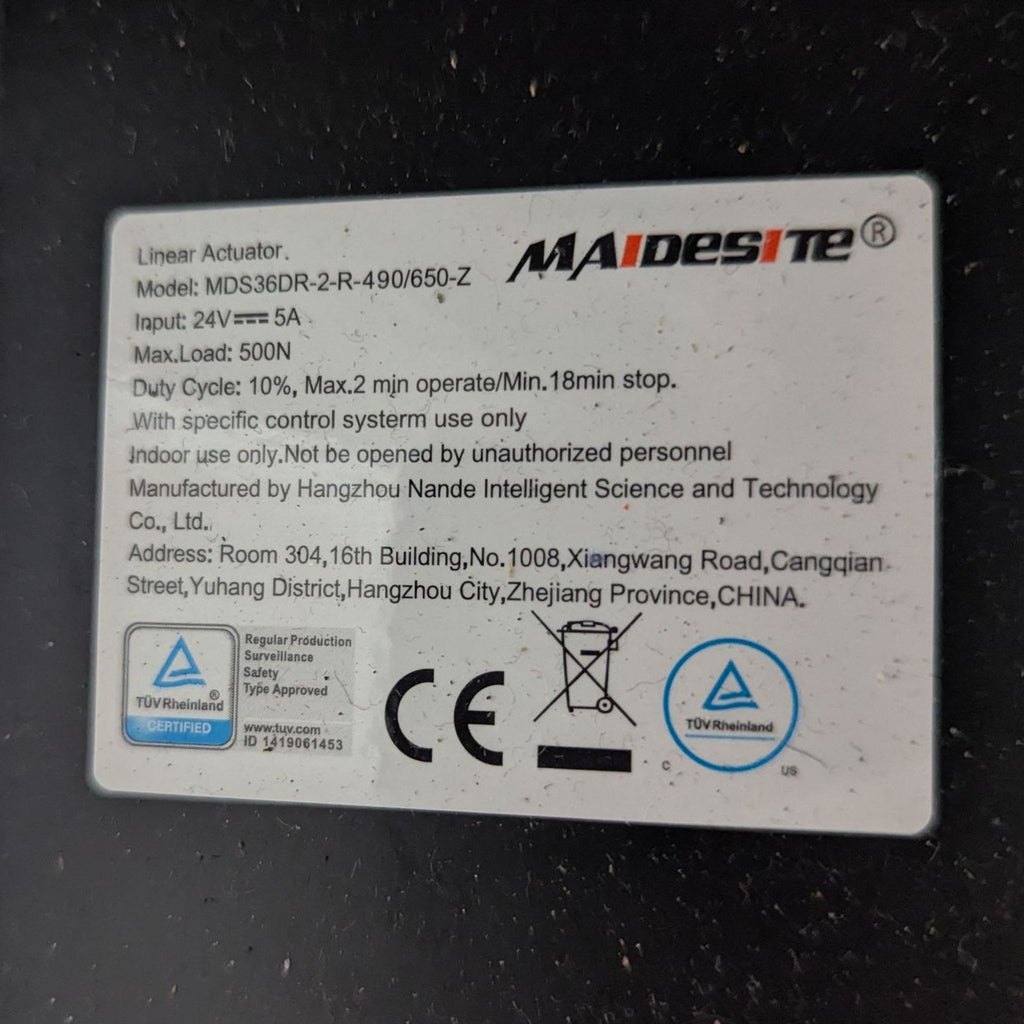 MAIDESITE®
Linear Actuator.
Model: MDS36DR-2-R-490/650-Z
Input: 24V⎓5A
Max.Load: 500N
Duty Cycle: 10%, Max.2 min operate/Min.18min stop.
With specific control systerm use only
Indoor use only.Not be opened by unauthorized personnel
Manufactured by Hangzhou Nande Intelligent Science and Technology
Co., Ltd.
Address: Room 304,16th Building,No.1008,Xiangwang Road,Cangqian
Street,Yuhang District,Hangzhou City,Zhejiang Province,CHINA.
TÜVRheinland®
CERTIFIED
Regular Production
Surveillance
Safety
Type Approved
www.tuv.com
ID 1419061453
CE
TÜVRheinland
C US